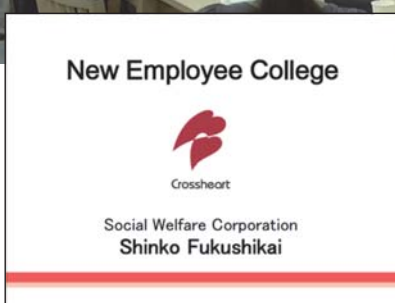 New Employee College
Crossheart
Social Welfare Corporation
Shinko Fukushikai